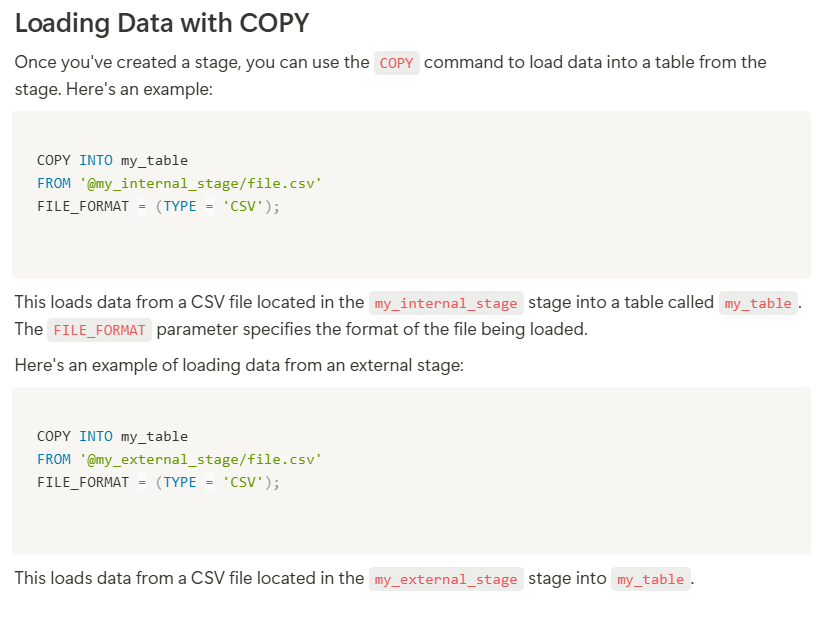 Loading Data with COPY
Once you've created a stage, you can use the COPY command to load data into a table from the
stage. Here's an example:
COPY INTO my_table
FROM '@my_internal_stage/file.csv'
FILE_FORMAT = (TYPE = 'CSV');
This loads data from a CSV file located in the my_internal_stage stage into a table called my_table.
The FILE_FORMAT parameter specifies the format of the file being loaded.
Here's an example of loading data from an external stage:
COPY INTO my_table
FROM '@my_external_stage/file.csv'
FILE_FORMAT = (TYPE = 'CSV');
This loads data from a CSV file located in the my_external_stage stage into my_table.